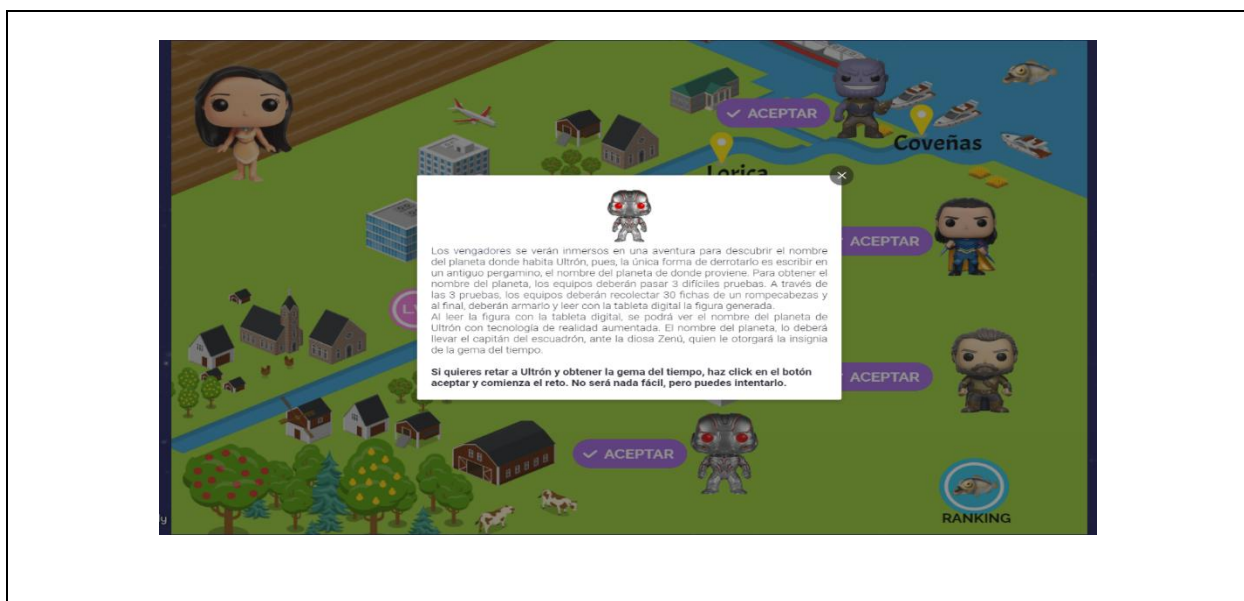 ✓ ACEPTAR
Coveñas
Lorica
Los vengadores se verán inmersos en una aventura para descubrir el nombre
del planeta donde habita Ultrón, pues, la única forma de derrotarlo es escribir en
un antiguo pergamino, el nombre del planeta de donde proviene. Para obtener el
nombre del planeta, los equipos deberán pasar 3 difíciles pruebas. A través de
las 3 pruebas, los equipos deberán recolectar 30 fichas de un rompecabezas y
al final, deberán armarlo y leer con la tableta digital la figura generada.
Al leer la figura con la tableta digital, se podrá ver el nombre del planeta de
Ultrón con tecnología de realidad aumentada. El nombre del planeta, lo deberá
llevar el capitán del escuadrón, ante la diosa Zenú, quien le otorgará la insignia
de la gema del tiempo.
Si quieres retar a Ultrón y obtener la gema del tiempo, haz click en el botón
aceptar y comienza el reto. No será nada fácil, pero puedes intentarlo.
ACEPTAR
ACEPTAR
✓ ACEPTAR
RANKING